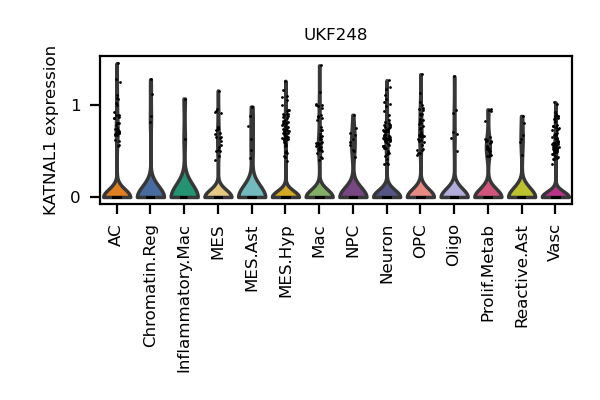 UKF248
KATNAL1 expression
1
0
AC
Chromatin.Reg
Inflammatory.Mac
MES
MES.Ast
MES.Hyp
Mac
NPC
Neuron
OPC
Oligo
Prolif.Metab
Reactive.Ast
Vasc